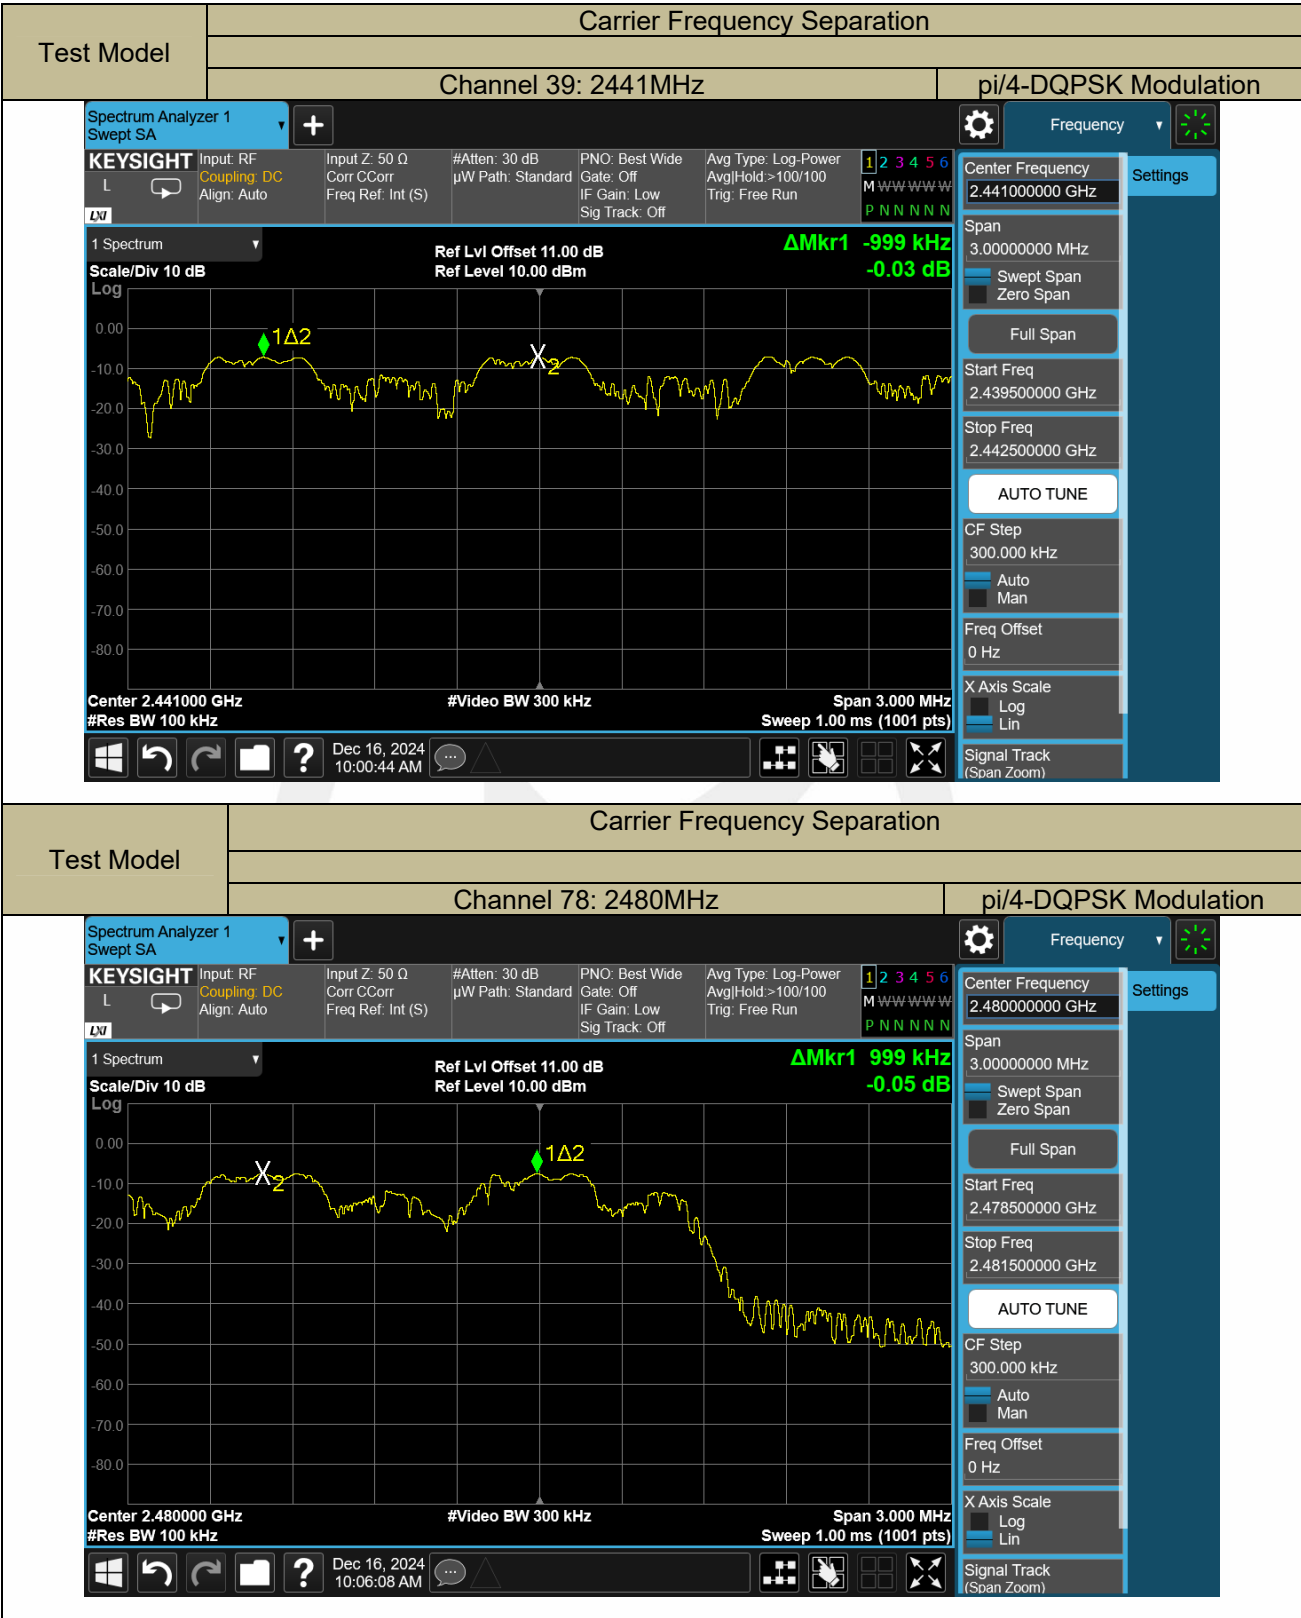 Test Model
Carrier Frequency Separation
Channel 39: 2441MHz
pi/4-DQPSK Modulation
Spectrum Analyzer 1
Swept SA
Frequency
KEYSIGHT
L
LXI
Input: RF
Coupling: DC
Align: Auto
Input Z: 50 Ω
Corr CCorr
Freq Ref: Int (S)
#Atten: 30 dB
µW Path: Standard
PNO: Best Wide
Gate: Off
IF Gain: Low
Sig Track: Off
Avg Type: Log-Power
Avg|Hold:>100/100
Trig: Free Run
1 2 3 4 5 6
M W W W W W
P N N N N N
Center Frequency
2.441000000 GHz
Settings
Span
3.00000000 MHz
Swept Span
Zero Span
Full Span
Start Freq
2.439500000 GHz
Stop Freq
2.442500000 GHz
AUTO TUNE
CF Step
300.000 kHz
Auto
Man
Freq Offset
0 Hz
X Axis Scale
Log
Lin
Signal Track
(Span Zoom)
1 Spectrum
Scale/Div 10 dB
Ref Lvl Offset 11.00 dB
Ref Level 10.00 dBm
ΔMkr1 -999 kHz
-0.03 dB
Log
0.00
-10.0
-20.0
-30.0
-40.0
-50.0
-60.0
-70.0
-80.0
1Δ2
X2
Center 2.441000 GHz
#Video BW 300 kHz
Span 3.000 MHz
#Res BW 100 kHz
Sweep 1.00 ms (1001 pts)
Dec 16, 2024
10:00:44 AM
Test Model
Carrier Frequency Separation
Channel 78: 2480MHz
pi/4-DQPSK Modulation
Spectrum Analyzer 1
Swept SA
Frequency
KEYSIGHT
L
LXI
Input: RF
Coupling: DC
Align: Auto
Input Z: 50 Ω
Corr CCorr
Freq Ref: Int (S)
#Atten: 30 dB
µW Path: Standard
PNO: Best Wide
Gate: Off
IF Gain: Low
Sig Track: Off
Avg Type: Log-Power
Avg|Hold:>100/100
Trig: Free Run
1 2 3 4 5 6
M W W W W W
P N N N N N
Center Frequency
2.480000000 GHz
Settings
Span
3.00000000 MHz
Swept Span
Zero Span
Full Span
Start Freq
2.478500000 GHz
Stop Freq
2.481500000 GHz
AUTO TUNE
CF Step
300.000 kHz
Auto
Man
Freq Offset
0 Hz
X Axis Scale
Log
Lin
Signal Track
(Span Zoom)
1 Spectrum
Scale/Div 10 dB
Ref Lvl Offset 11.00 dB
Ref Level 10.00 dBm
ΔMkr1 999 kHz
-0.05 dB
Log
0.00
-10.0
-20.0
-30.0
-40.0
-50.0
-60.0
-70.0
-80.0
X2
1Δ2
Center 2.480000 GHz
#Video BW 300 kHz
Span 3.000 MHz
#Res BW 100 kHz
Sweep 1.00 ms (1001 pts)
Dec 16, 2024
10:06:08 AM